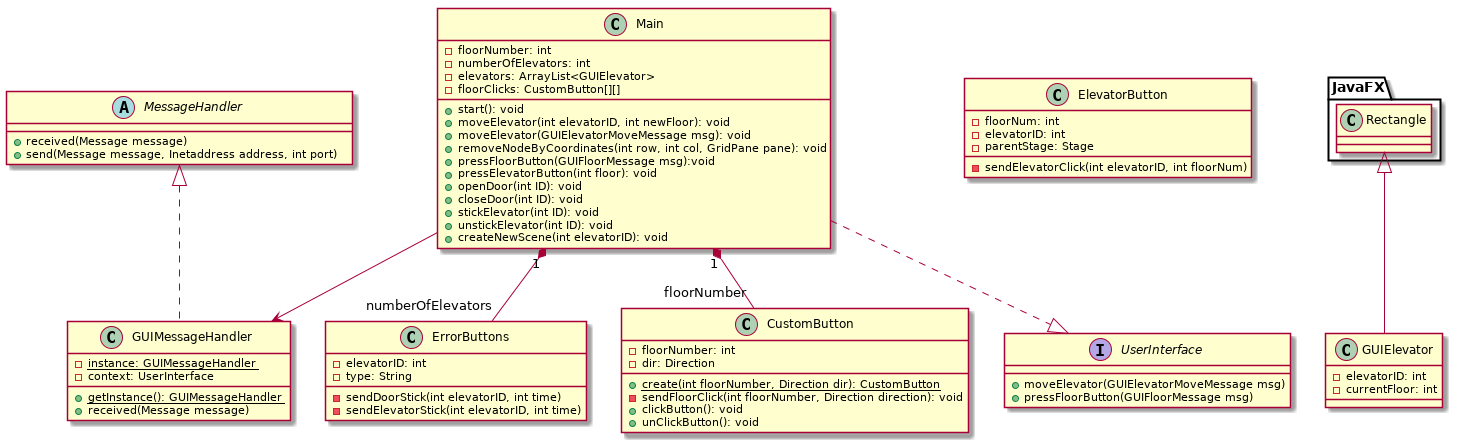 C Main
floorNumber: int
numberOfElevators: int
elevators: ArrayList<GUIElevator>
floorClicks: CustomButton[][]
start(): void
moveElevator(int elevatorID, int newFloor): void
moveElevator(GUIElevatorMoveMessage msg): void
removeNodeByCoordinates(int row, int col, GridPane pane): void
pressFloorButton(GUIFloorMessage msg):void
pressElevatorButton(int floor): void
openDoor(int ID): void
closeDoor(int ID): void
stickElevator(int ID): void
unstickElevator(int ID): void
createNewScene(int elevatorID): void
A MessageHandler
received(Message message)
send(Message message, Inetaddress address, int port)
C ElevatorButton
floorNum: int
elevatorID: int
parentStage: Stage
sendElevatorClick(int elevatorID, int floorNum)
JavaFX
C Rectangle
1
1
numberOfElevators
floorNumber
C GUIMessageHandler
instance: GUIMessageHandler
context: UserInterface
getInstance(): GUIMessageHandler
received(Message message)
C ErrorButtons
elevatorID: int
type: String
sendDoorStick(int elevatorID, int time)
sendElevatorStick(int elevatorID, int time)
C CustomButton
floorNumber: int
dir: Direction
create(int floorNumber, Direction dir): CustomButton
sendFloorClick(int floorNumber, Direction direction): void
clickButton(): void
unClickButton(): void
I UserInterface
moveElevator(GUIElevatorMoveMessage msg)
pressFloorButton(GUIFloorMessage msg)
C GUIElevator
elevatorID: int
currentFloor: int